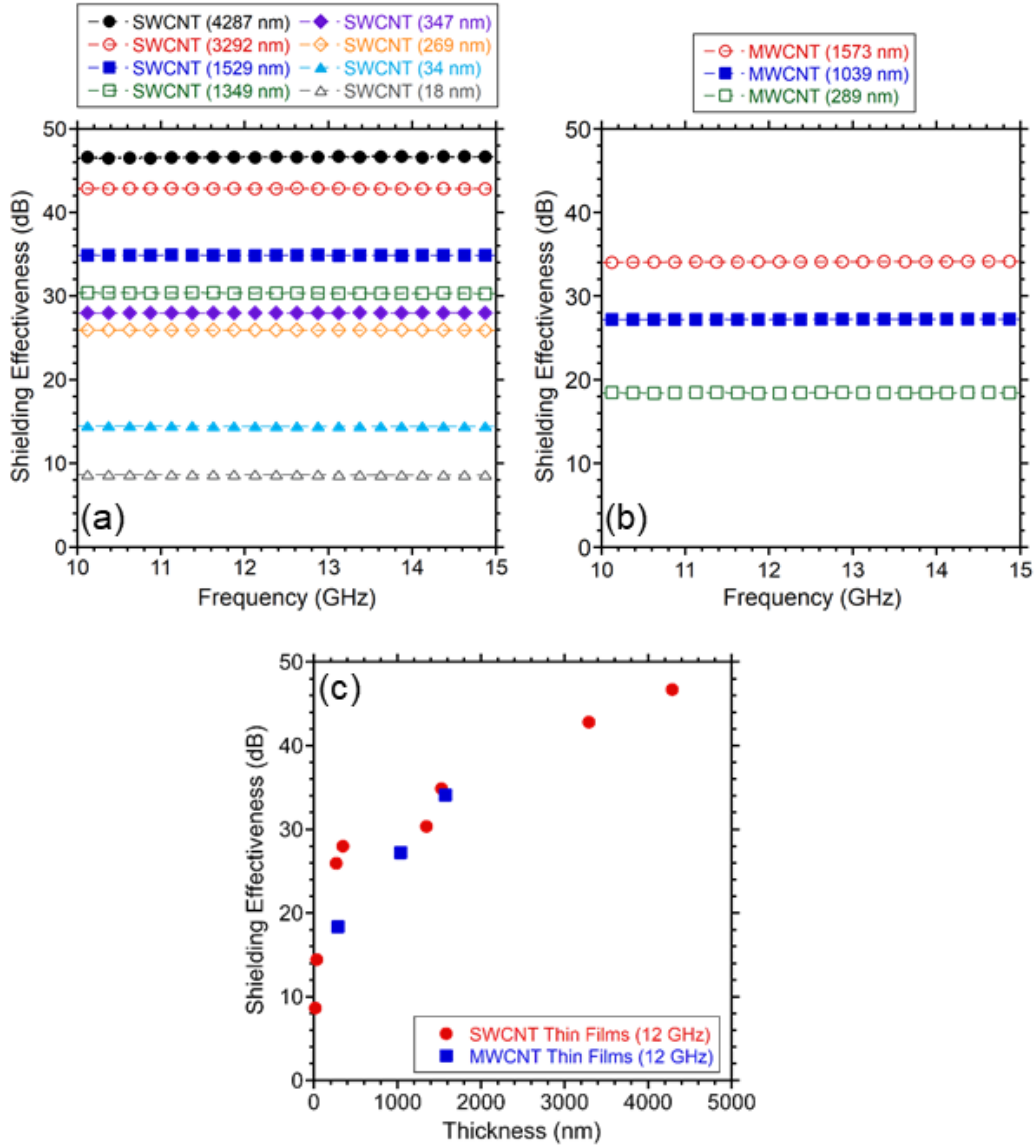 SWCNT (4287 nm) SWCNT (347 nm)
SWCNT (3292 nm) SWCNT (269 nm)
SWCNT (1529 nm) SWCNT (34 nm)
SWCNT (1349 nm) SWCNT (18 nm)
50
40
30
20
10
0
Shielding Effectiveness (dB)
(a)
10 11 12 13 14 15
Frequency (GHz)
MWCNT (1573 nm)
MWCNT (1039 nm)
MWCNT (289 nm)
50
40
30
20
10
0
Shielding Effectiveness (dB)
(b)
10 11 12 13 14 15
Frequency (GHz)
50
40
30
20
10
0
Shielding Effectiveness (dB)
(c)
SWCNT Thin Films (12 GHz)
MWCNT Thin Films (12 GHz)
0 1000 2000 3000 4000 5000
Thickness (nm)